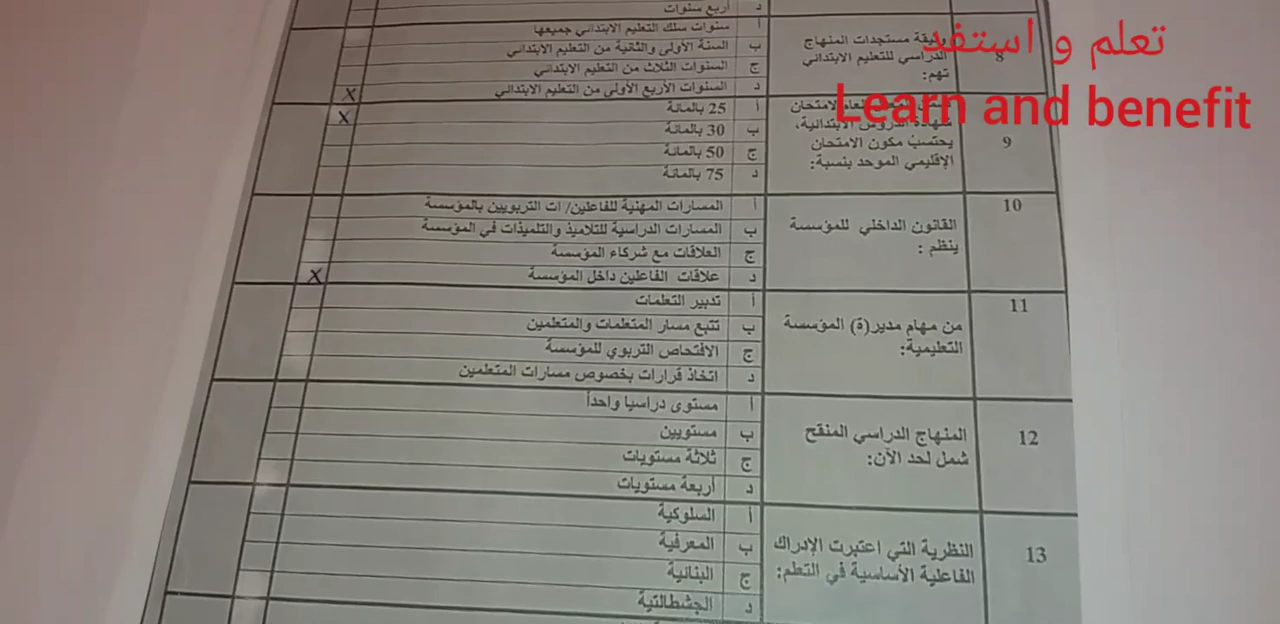 د أربع سنوات
تعلم و استفد
Learn and benefit
8
وثيقة مستجدات المنهاج
الدراسي للتعليم الابتدائي
تهم:
أ سنوات سلك التعليم الابتدائي جميعها
ب السنة الأولى والثانية من التعليم الابتدائي
ج السنوات الثلاث من التعليم الابتدائي
د السنوات الأربع الأولى من التعليم الابتدائي X
9
العام لامتحان
شهادة الدروس الابتدائية،
يحتسب مكون الامتحان
الإقليمي الموحد بنسبة:
أ 25 بالمائة X
ب 30 بالمائة
ج 50 بالمائة
د 75 بالمائة
10
القانون الداخلي للمؤسسة
ينظم :
أ المسارات المهنية للفاعلين/ ات التربويين بالمؤسسة
ب المسارات الدراسية للتلاميذ والتلميذات في المؤسسة
ج العلاقات مع شركاء المؤسسة
د علاقات الفاعلين داخل المؤسسة X
11
من مهام مدير(ة) المؤسسة
التعليمية:
أ تدبير التعلمات
ب تتبع مسار المتعلمات والمتعلمين
ج الافتحاص التربوي للمؤسسة
د اتخاذ قرارات بخصوص مسارات المتعلمين
12
المنهاج الدراسي المنقح
شمل لحد الآن:
أ مستوى دراسيا واحداً
ب مستويين
ج ثلاثة مستويات
د أربعة مستويات
13
النظرية التي اعتبرت الإدراك
الفاعلية الأساسية في التعلم:
أ السلوكية
ب المعرفية
ج البنائية
د الجشطالتية